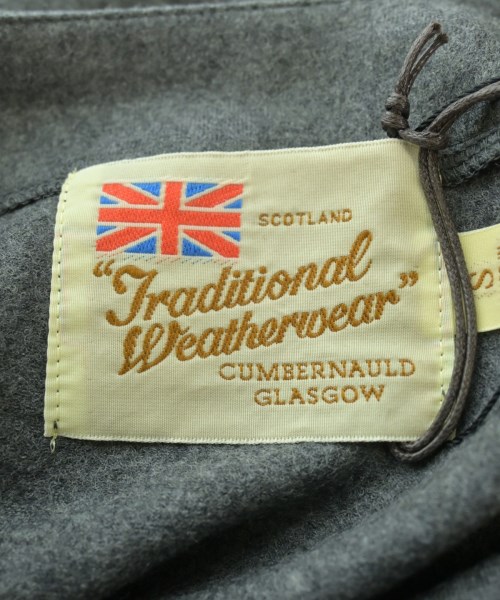 SCOTLAND
"Traditional
Weatherwear"
CUMBERNAULD
GLASGOW
S